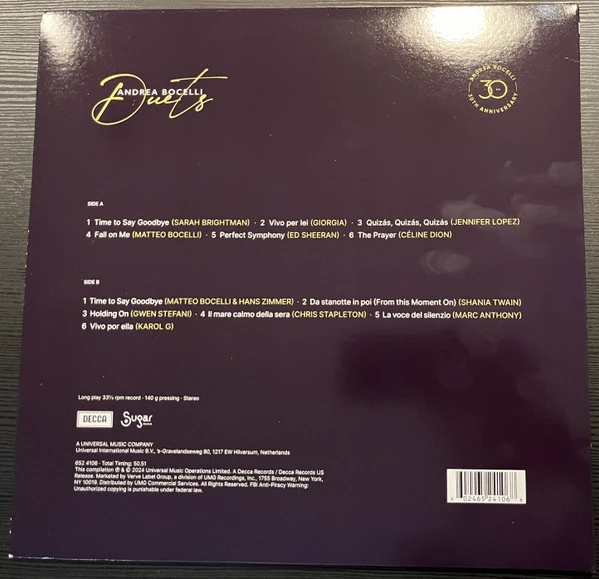 ANDREA BOCELLI
Duets
ANDREA BOCELLI
30
30TH ANNIVERSARY
SIDE A
1 Time to Say Goodbye (SARAH BRIGHTMAN) · 2 Vivo per lei (GIORGIA) · 3 Quizás, Quizás, Quizás (JENNIFER LOPEZ)
4 Fall on Me (MATTEO BOCELLI) · 5 Perfect Symphony (ED SHEERAN) · 6 The Prayer (CÉLINE DION)
SIDE B
1 Time to Say Goodbye (MATTEO BOCELLI & HANS ZIMMER) · 2 Da stanotte in poi (From this Moment On) (SHANIA TWAIN)
3 Holding On (GWEN STEFANI) · 4 Il mare calmo della sera (CHRIS STAPLETON) · 5 La voce del silenzio (MARC ANTHONY)
6 Vivo por ella (KAROL G)
Long play 33⅓ rpm record · 140 g pressing · Stereo
DECCA
Sugar
A UNIVERSAL MUSIC COMPANY
Universal International Music B.V., 's-Gravelandseweg 80, 1217 EW Hilversum, Netherlands
652 4106 · Total Timing: 50.51
This compilation ℗ & © 2024 Universal Music Operations Limited. A Decca Records / Decca Records US
Release. Marketed by Verve Label Group, a division of UMG Recordings, Inc., 1755 Broadway, New York,
NY 10019. Distributed by UMG Commercial Services. All Rights Reserved. FBI Anti-Piracy Warning:
Unauthorized copying is punishable under federal law.
02465 24106